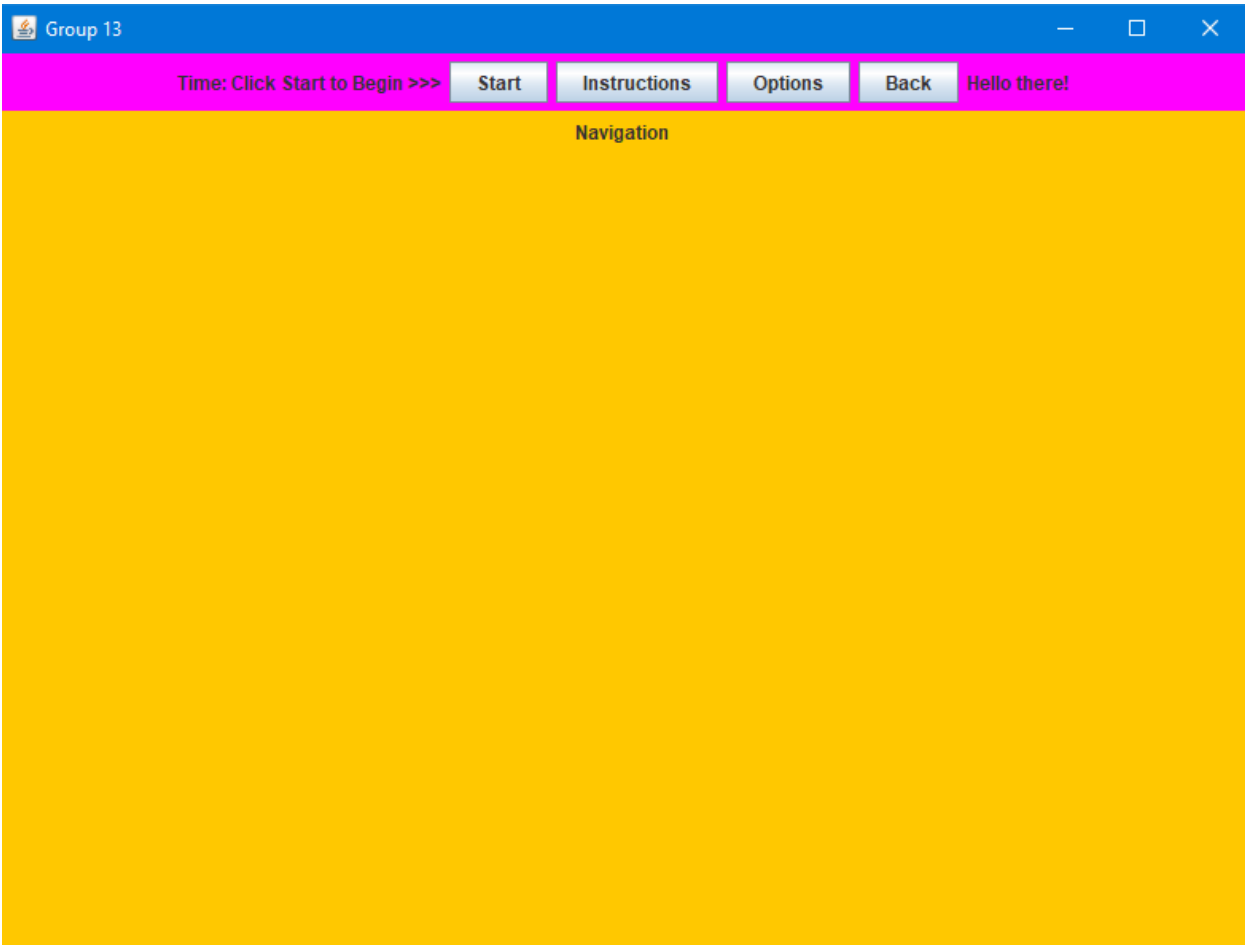 Group 13
Time: Click Start to Begin >>> Start Instructions Options Back Hello there!
Navigation